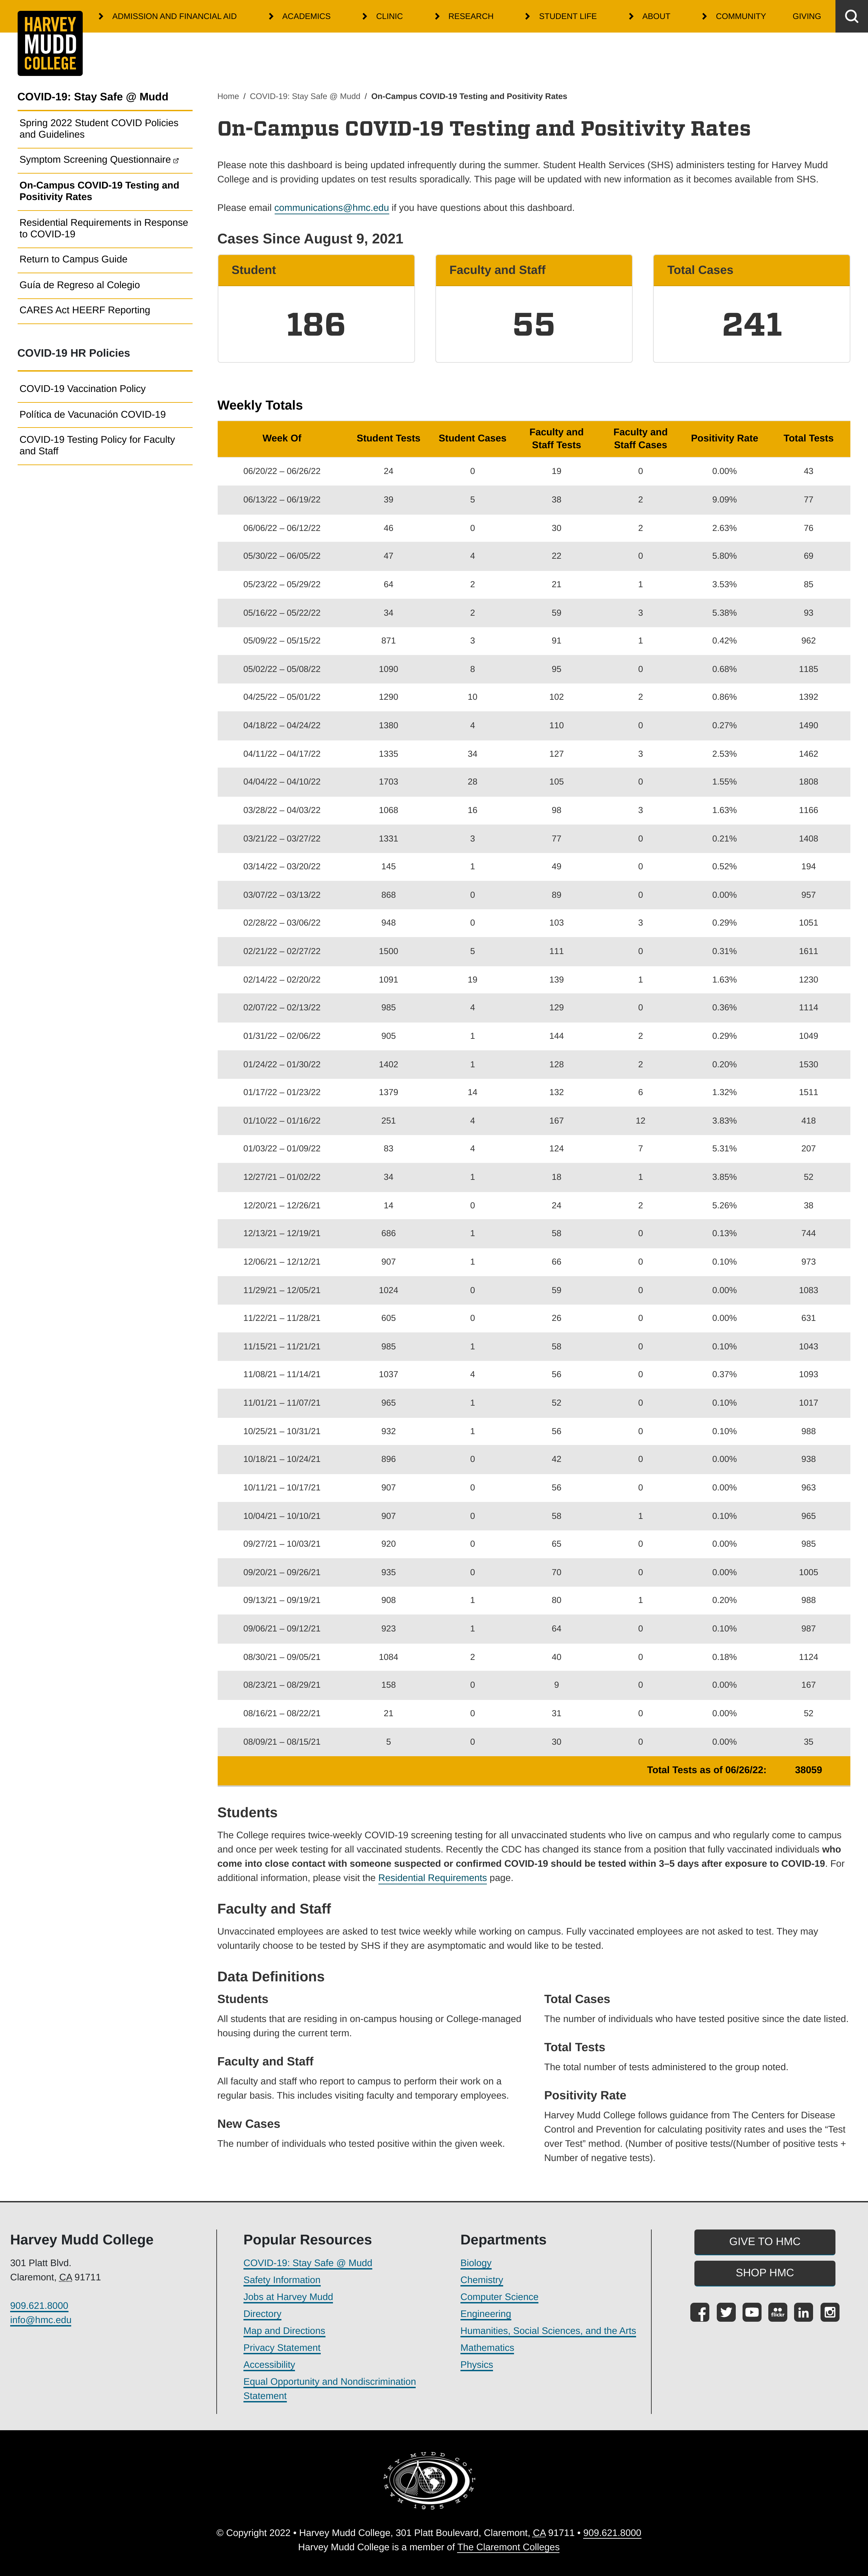 HARVEY
MUDD
COLLEGE
ADMISSION AND FINANCIAL AID
ACADEMICS
CLINIC
RESEARCH
STUDENT LIFE
ABOUT
COMMUNITY
GIVING
COVID-19: Stay Safe @ Mudd
Spring 2022 Student COVID Policies
and Guidelines
Symptom Screening Questionnaire
On-Campus COVID-19 Testing and
Positivity Rates
Residential Requirements in Response
to COVID-19
Return to Campus Guide
Guía de Regreso al Colegio
CARES Act HEERF Reporting
COVID-19 HR Policies
COVID-19 Vaccination Policy
Política de Vacunación COVID-19
COVID-19 Testing Policy for Faculty
and Staff
Home / COVID-19: Stay Safe @ Mudd / On-Campus COVID-19 Testing and Positivity Rates
On-Campus COVID-19 Testing and Positivity Rates
Please note this dashboard is being updated infrequently during the summer. Student Health Services (SHS) administers testing for Harvey Mudd
College and is providing updates on test results sporadically. This page will be updated with new information as it becomes available from SHS.
Please email communications@hmc.edu if you have questions about this dashboard.
Cases Since August 9, 2021
Student
186
Faculty and Staff
55
Total Cases
241
Weekly Totals
Week Of Student Tests Student Cases Faculty and Staff Tests Faculty and Staff Cases Positivity Rate Total Tests
06/20/22 – 06/26/22 24 0 19 0 0.00% 43
06/13/22 – 06/19/22 39 5 38 2 9.09% 77
06/06/22 – 06/12/22 46 0 30 2 2.63% 76
05/30/22 – 06/05/22 47 4 22 0 5.80% 69
05/23/22 – 05/29/22 64 2 21 1 3.53% 85
05/16/22 – 05/22/22 34 2 59 3 5.38% 93
05/09/22 – 05/15/22 871 3 91 1 0.42% 962
05/02/22 – 05/08/22 1090 8 95 0 0.68% 1185
04/25/22 – 05/01/22 1290 10 102 2 0.86% 1392
04/18/22 – 04/24/22 1380 4 110 0 0.27% 1490
04/11/22 – 04/17/22 1335 34 127 3 2.53% 1462
04/04/22 – 04/10/22 1703 28 105 0 1.55% 1808
03/28/22 – 04/03/22 1068 16 98 3 1.63% 1166
03/21/22 – 03/27/22 1331 3 77 0 0.21% 1408
03/14/22 – 03/20/22 145 1 49 0 0.52% 194
03/07/22 – 03/13/22 868 0 89 0 0.00% 957
02/28/22 – 03/06/22 948 0 103 3 0.29% 1051
02/21/22 – 02/27/22 1500 5 111 0 0.31% 1611
02/14/22 – 02/20/22 1091 19 139 1 1.63% 1230
02/07/22 – 02/13/22 985 4 129 0 0.36% 1114
01/31/22 – 02/06/22 905 1 144 2 0.29% 1049
01/24/22 – 01/30/22 1402 1 128 2 0.20% 1530
01/17/22 – 01/23/22 1379 14 132 6 1.32% 1511
01/10/22 – 01/16/22 251 4 167 12 3.83% 418
01/03/22 – 01/09/22 83 4 124 7 5.31% 207
12/27/21 – 01/02/22 34 1 18 1 3.85% 52
12/20/21 – 12/26/21 14 0 24 2 5.26% 38
12/13/21 – 12/19/21 686 1 58 0 0.13% 744
12/06/21 – 12/12/21 907 1 66 0 0.10% 973
11/29/21 – 12/05/21 1024 0 59 0 0.00% 1083
11/22/21 – 11/28/21 605 0 26 0 0.00% 631
11/15/21 – 11/21/21 985 1 58 0 0.10% 1043
11/08/21 – 11/14/21 1037 4 56 0 0.37% 1093
11/01/21 – 11/07/21 965 1 52 0 0.10% 1017
10/25/21 – 10/31/21 932 1 56 0 0.10% 988
10/18/21 – 10/24/21 896 0 42 0 0.00% 938
10/11/21 – 10/17/21 907 0 56 0 0.00% 963
10/04/21 – 10/10/21 907 0 58 1 0.10% 965
09/27/21 – 10/03/21 920 0 65 0 0.00% 985
09/20/21 – 09/26/21 935 0 70 0 0.00% 1005
09/13/21 – 09/19/21 908 1 80 1 0.20% 988
09/06/21 – 09/12/21 923 1 64 0 0.10% 987
08/30/21 – 09/05/21 1084 2 40 0 0.18% 1124
08/23/21 – 08/29/21 158 0 9 0 0.00% 167
08/16/21 – 08/22/21 21 0 31 0 0.00% 52
08/09/21 – 08/15/21 5 0 30 0 0.00% 35
Total Tests as of 06/26/22: 38059
Students
The College requires twice-weekly COVID-19 screening testing for all unvaccinated students who live on campus and who regularly come to campus
and once per week testing for all vaccinated students. Recently the CDC has changed its stance from a position that fully vaccinated individuals who
come into close contact with someone suspected or confirmed COVID-19 should be tested within 3–5 days after exposure to COVID-19. For
additional information, please visit the Residential Requirements page.
Faculty and Staff
Unvaccinated employees are asked to test twice weekly while working on campus. Fully vaccinated employees are not asked to test. They may
voluntarily choose to be tested by SHS if they are asymptomatic and would like to be tested.
Data Definitions
Students
All students that are residing in on-campus housing or College-managed
housing during the current term.
Faculty and Staff
All faculty and staff who report to campus to perform their work on a
regular basis. This includes visiting faculty and temporary employees.
New Cases
The number of individuals who tested positive within the given week.
Total Cases
The number of individuals who have tested positive since the date listed.
Total Tests
The total number of tests administered to the group noted.
Positivity Rate
Harvey Mudd College follows guidance from The Centers for Disease
Control and Prevention for calculating positivity rates and uses the “Test
over Test” method. (Number of positive tests/(Number of positive tests +
Number of negative tests).
Harvey Mudd College
301 Platt Blvd.
Claremont, CA 91711
909.621.8000
info@hmc.edu
Popular Resources
COVID-19: Stay Safe @ Mudd
Safety Information
Jobs at Harvey Mudd
Directory
Map and Directions
Privacy Statement
Accessibility
Equal Opportunity and Nondiscrimination
Statement
Departments
Biology
Chemistry
Computer Science
Engineering
Humanities, Social Sciences, and the Arts
Mathematics
Physics
GIVE TO HMC
SHOP HMC
flickr
HARVEY MUDD COLLEGE
1955
© Copyright 2022 • Harvey Mudd College, 301 Platt Boulevard, Claremont, CA 91711 • 909.621.8000
Harvey Mudd College is a member of The Claremont Colleges